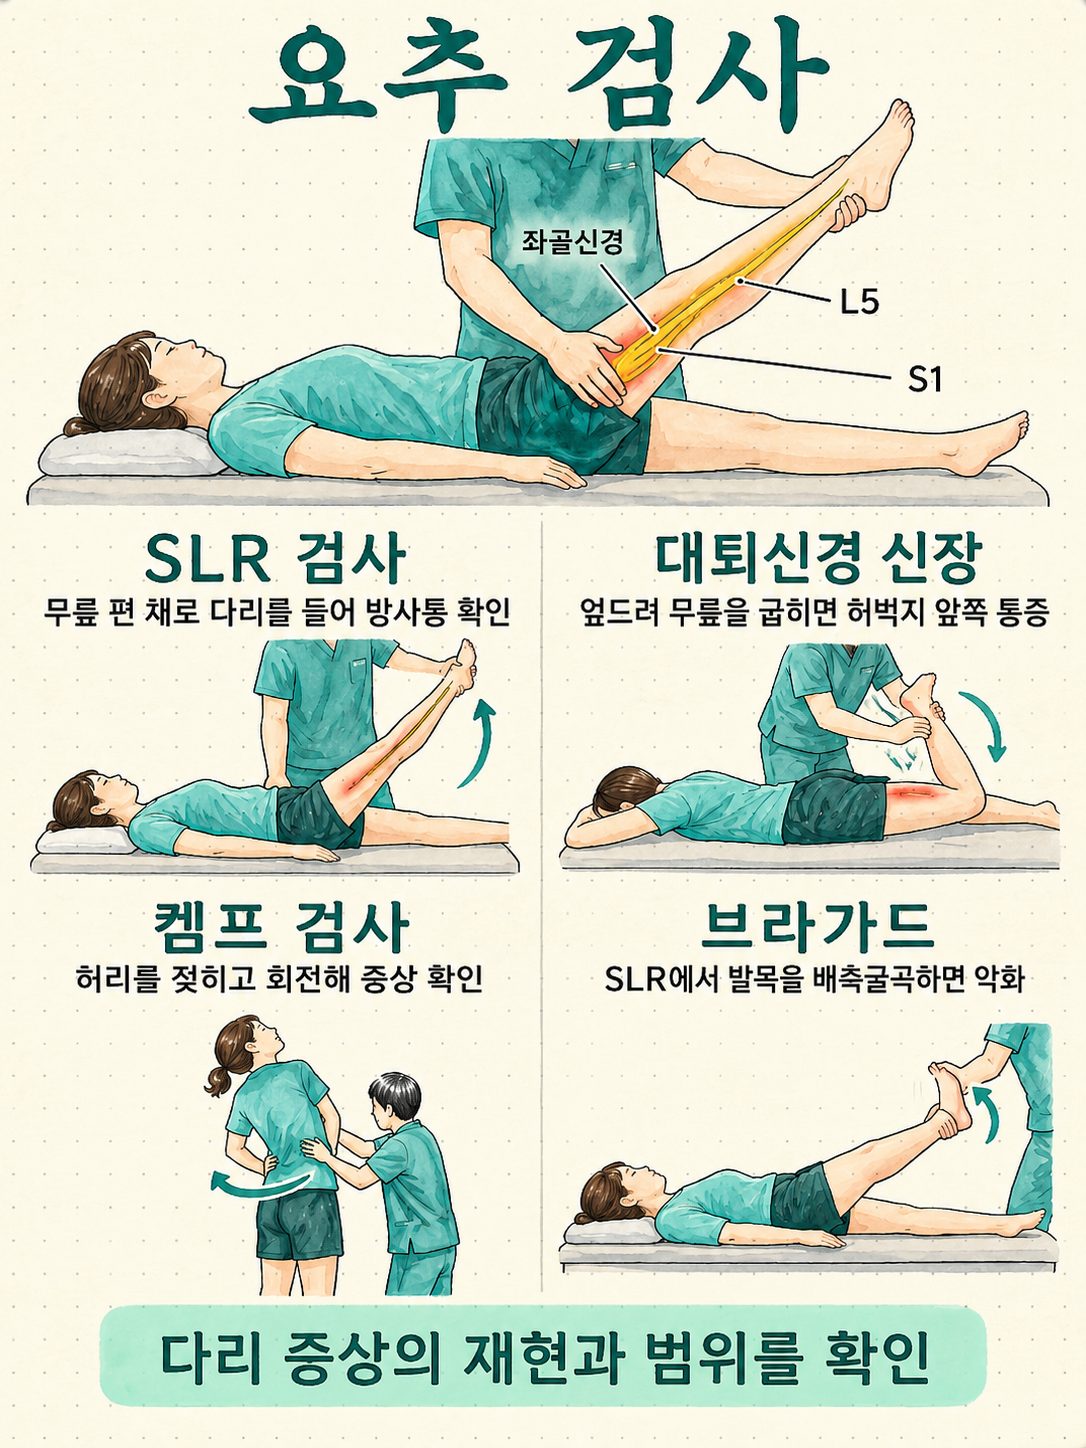 요추 검사
좌골신경
L5
S1
SLR 검사
무릎 편 채로 다리를 들어 방사통 확인
대퇴신경 신장
엎드려 무릎을 굽히면 허벅지 앞쪽 통증
켐프 검사
허리를 젖히고 회전해 증상 확인
브라가드
SLR에서 발목을 배측굴곡하면 악화
다리 증상의 재현과 범위를 확인